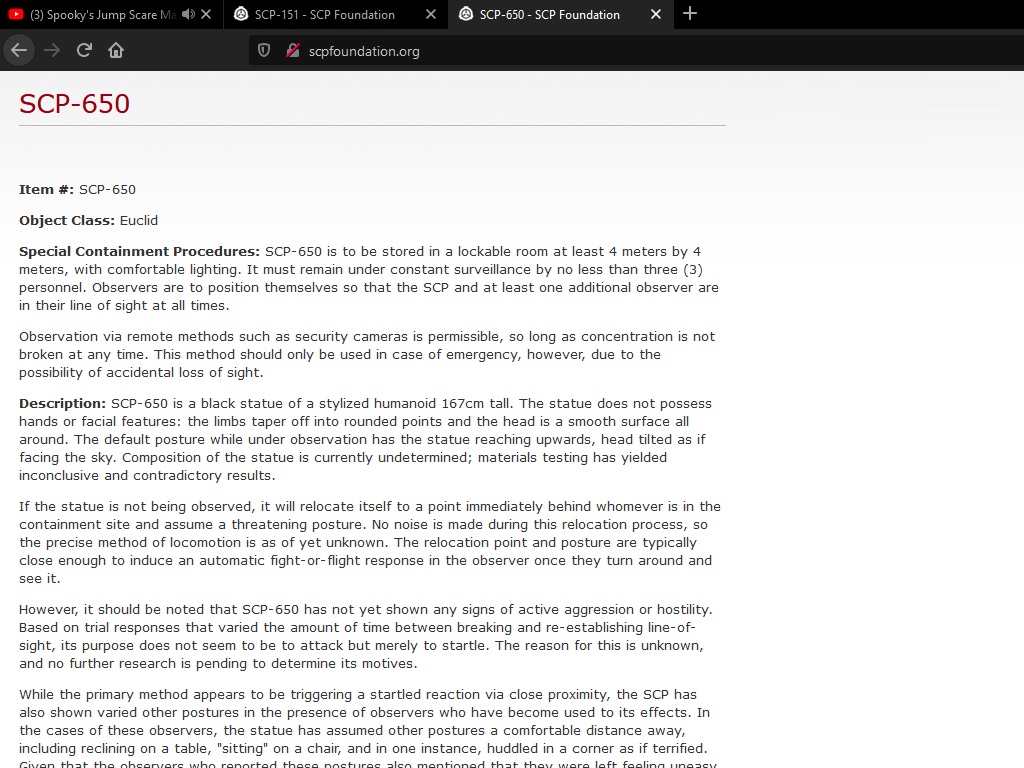 (3) Spooky's Jump Scare Ma
SCP-151 - SCP Foundation
SCP-650 - SCP Foundation
scpfoundation.org
SCP-650
Item #: SCP-650
Object Class: Euclid
Special Containment Procedures: SCP-650 is to be stored in a lockable room at least 4 meters by 4
meters, with comfortable lighting. It must remain under constant surveillance by no less than three (3)
personnel. Observers are to position themselves so that the SCP and at least one additional observer are
in their line of sight at all times.
Observation via remote methods such as security cameras is permissible, so long as concentration is not
broken at any time. This method should only be used in case of emergency, however, due to the
possibility of accidental loss of sight.
Description: SCP-650 is a black statue of a stylized humanoid 167cm tall. The statue does not possess
hands or facial features: the limbs taper off into rounded points and the head is a smooth surface all
around. The default posture while under observation has the statue reaching upwards, head tilted as if
facing the sky. Composition of the statue is currently undetermined; materials testing has yielded
inconclusive and contradictory results.
If the statue is not being observed, it will relocate itself to a point immediately behind whomever is in the
containment site and assume a threatening posture. No noise is made during this relocation process, so
the precise method of locomotion is as of yet unknown. The relocation point and posture are typically
close enough to induce an automatic fight-or-flight response in the observer once they turn around and
see it.
However, it should be noted that SCP-650 has not yet shown any signs of active aggression or hostility.
Based on trial responses that varied the amount of time between breaking and re-establishing line-of-
sight, its purpose does not seem to be to attack but merely to startle. The reason for this is unknown,
and no further research is pending to determine its motives.
While the primary method appears to be triggering a startled reaction via close proximity, the SCP has
also shown varied other postures in the presence of observers who have become used to its effects. In
the cases of these observers, the statue has assumed other postures a comfortable distance away,
including reclining on a table, "sitting" on a chair, and in one instance, huddled in a corner as if terrified.
Given that the observers who reported these postures also mentioned that they were left feeling uneasy